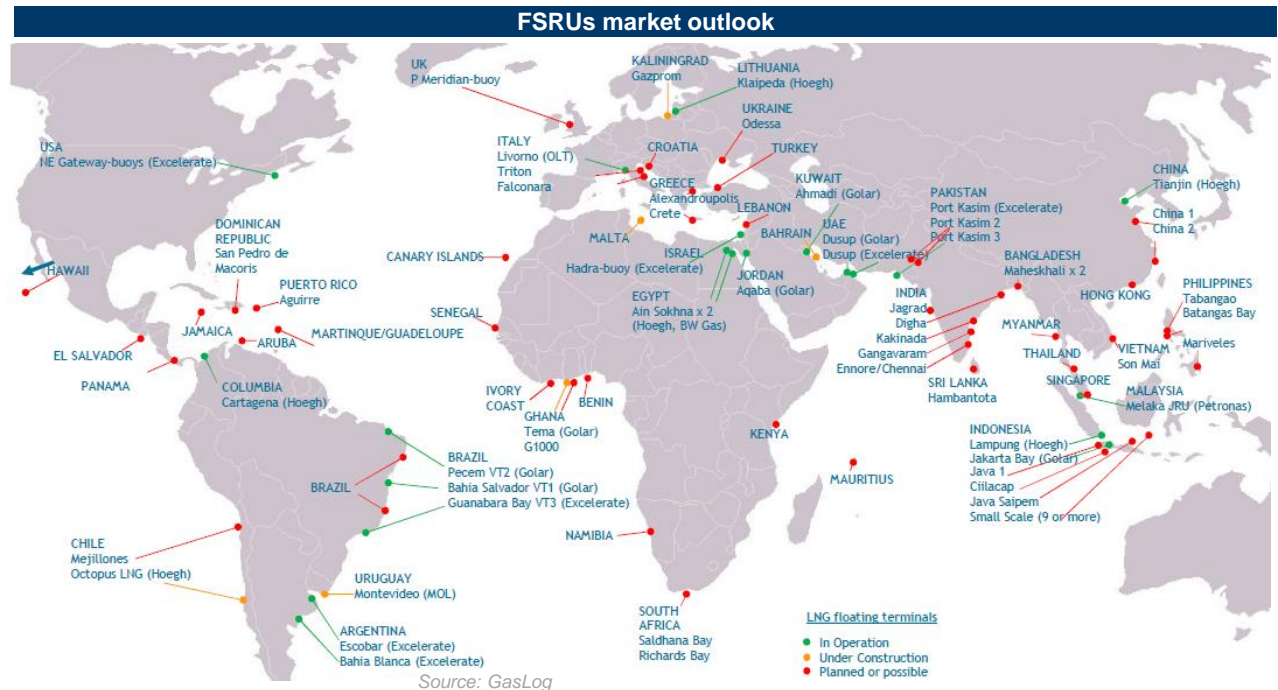 FSRUs market outlook
UK
P Meridian-buoy
KALININGRAD
Gazprom
LITHUANIA
Klaipeda (Hoegh)
UKRAINE
Odessa
USA
NE Gateway-buoys (Excelerate)
ITALY
Livorno (OLT)
Triton
Falconara
CROATIA
TURKEY
GREECE
Alexandroupolis
Crete
KUWAIT
Ahmadi (Golar)
PAKISTAN
Port Kasim (Excelerate)
Port Kasim 2
Port Kasim 3
CHINA
Tianjin (Hoegh)
China 1
China 2
LEBANON
BAHRAIN
UAE
Dusup (Golar)
Dusup (Excelerate)
MALTA
ISRAEL
Hadra-buoy (Excelerate)
JORDAN
Aqaba (Golar)
BANGLADESH
Maheskhali x 2
DOMINICAN
REPUBLIC
San Pedro de
Macoris
HAWAII
CANARY ISLANDS
PUERTO RICO
Aguirre
EGYPT
Ain Sokhna x 2
(Hoegh, BW Gas)
INDIA
Jagrad
Digha
Kakinada
Gangavaram
Ennore/Chennai
HONG KONG
PHILIPPINES
Tabangao
Batangas Bay
Mariveles
JAMAICA
ARUBA
MARTINQUE/GUADELOUPE
SENEGAL
MYANMAR
THAILAND
VIETNAM
Son Mai
EL SALVADOR
PANAMA
SINGAPORE
SRI LANKA
Hambantota
MALAYSIA
Melaka JRU (Petronas)
COLUMBIA
Cartagena (Hoegh)
IVORY
COAST
GHANA
Tema (Golar)
G1000
BENIN
KENYA
INDONESIA
Lampung (Hoegh)
Jakarta Bay (Golar)
Java 1
Ciilacap
Java Saipem
Small Scale (9 or more)
BRAZIL
Pecem VT2 (Golar)
Bahia Salvador VT1 (Golar)
Guanabara Bay VT3 (Excelerate)
BRAZIL
MAURITIUS
NAMIBIA
CHILE
Mejillones
Octopus LNG (Hoegh)
URUGUAY
Montevideo (MOL)
ARGENTINA
Escobar (Excelerate)
Bahia Blanca (Excelerate)
SOUTH
AFRICA
Saldhana Bay
Richards Bay
LNG floating terminals
In Operation
Under Construction
Planned or possible
Source: GasLog